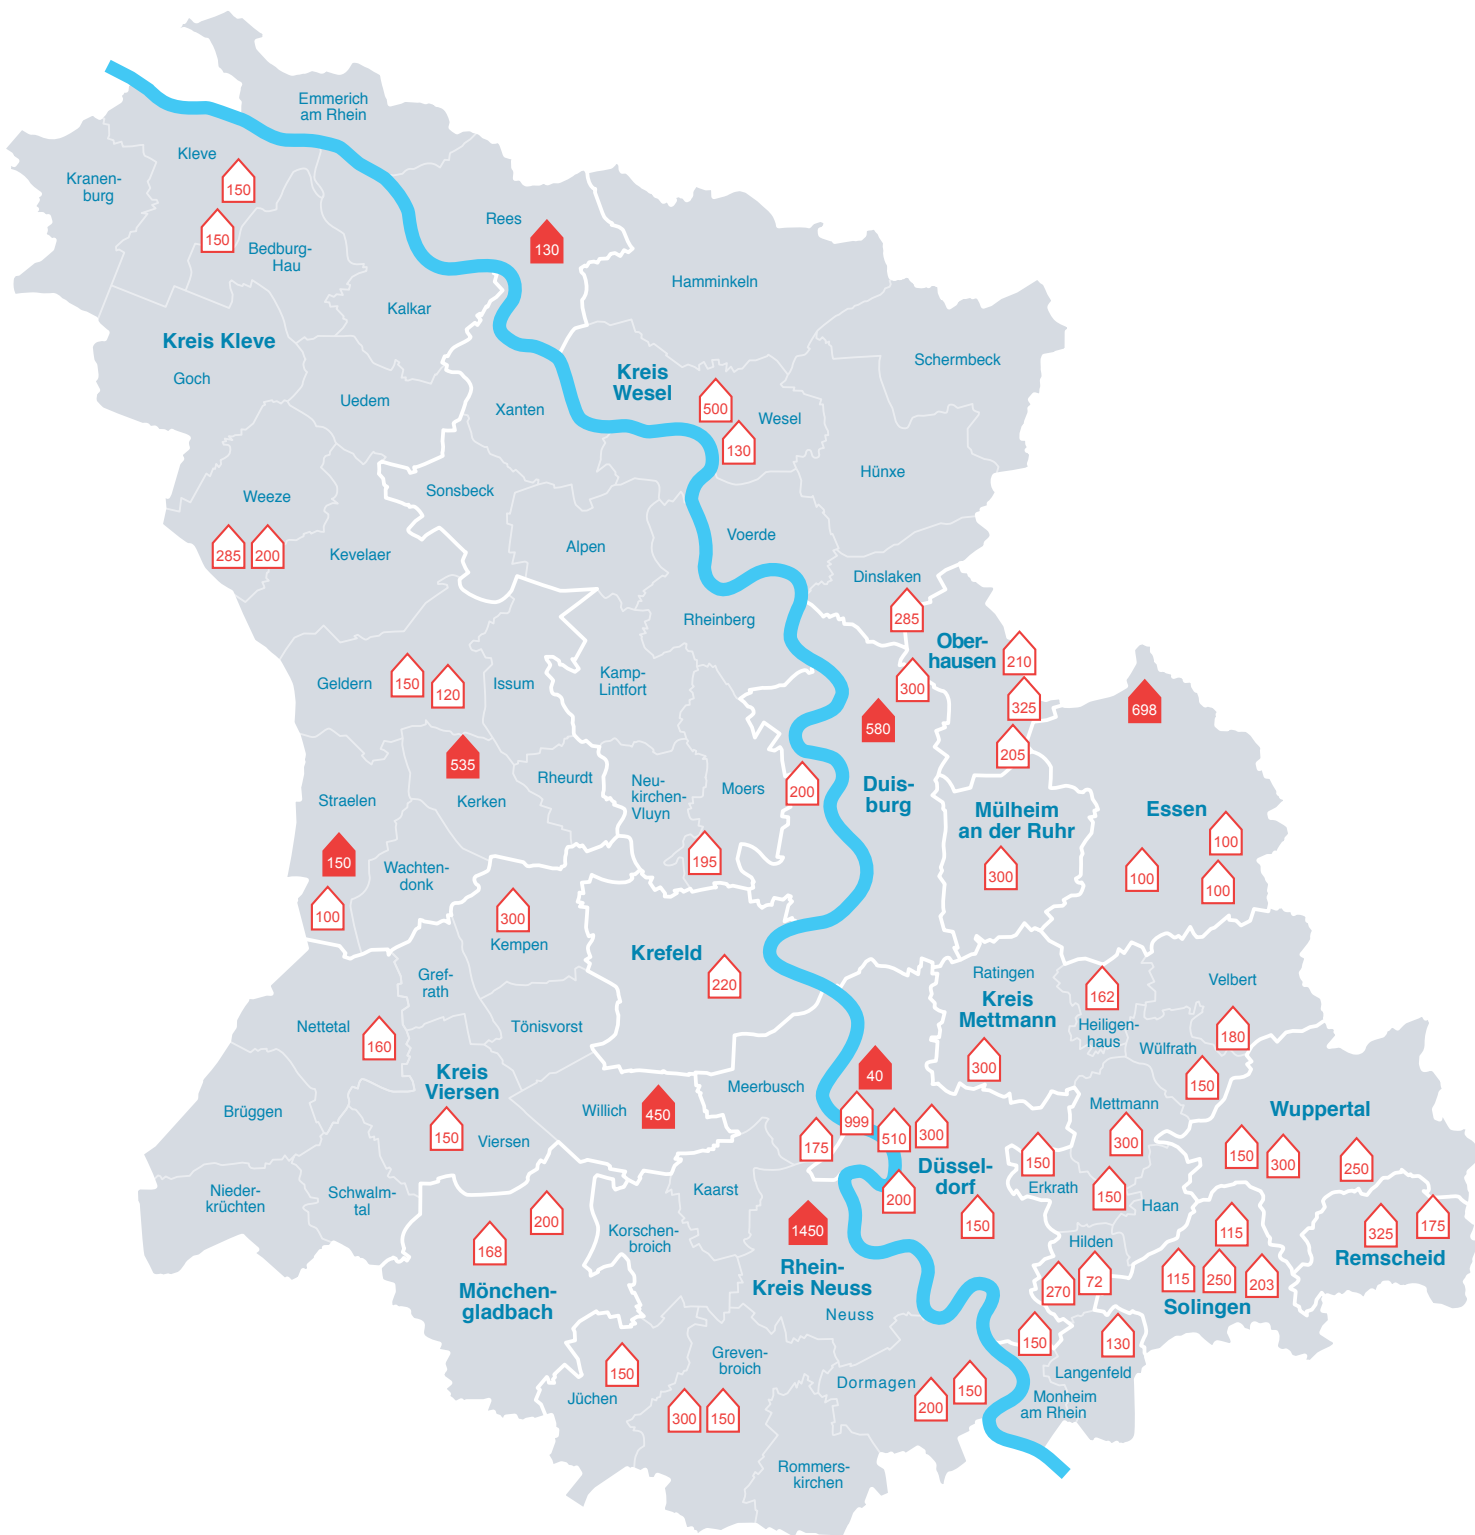 Emmerich
am Rhein
Kleve
150
Kranen-
burg
150
Bedburg-
Hau
Rees
130
Hamminkeln
Kalkar
Kreis Kleve
Goch
Schermbeck
Kreis
Wesel
Uedem
Xanten
500
Wesel
130
Hünxe
Sonsbeck
Weeze
285
200
Kevelaer
Alpen
Voerde
Dinslaken
285
Rheinberg
Ober-
hausen
210
300
325
205
580
698
Kamp-
Lintfort
Geldern
150
120
Issum
535
Kerken
Rheurdt
Straelen
Neu-
kirchen-
Vluyn
Moers
200
Duis-
burg
Mülheim
an der Ruhr
300
Essen
100
100
100
150
Wachten-
donk
195
100
300
Kempen
Krefeld
220
Gref-
rath
Ratingen
Kreis
Mettmann
300
162
Heiligen-
haus
Velbert
180
Wülfrath
150
Nettetal
160
Tönisvorst
Kreis
Viersen
150
Viersen
Willich
450
Meerbusch
40
999
510
300
175
Düssel-
dorf
200
150
Brüggen
Mettmann
300
150
Erkrath
150
Haan
Wuppertal
150
300
250
Nieder-
krüchten
Schwalm-
tal
Kaarst
Korschen-
broich
200
168
Mönchen-
gladbach
1450
Rhein-
Kreis Neuss
Neuss
Hilden
270
72
115
115
250
203
Solingen
325
175
Remscheid
150
130
Langenfeld
Monheim
am Rhein
150
Jüchen
Greven-
broich
300
150
Dormagen
200
150
Rommers-
kirchen